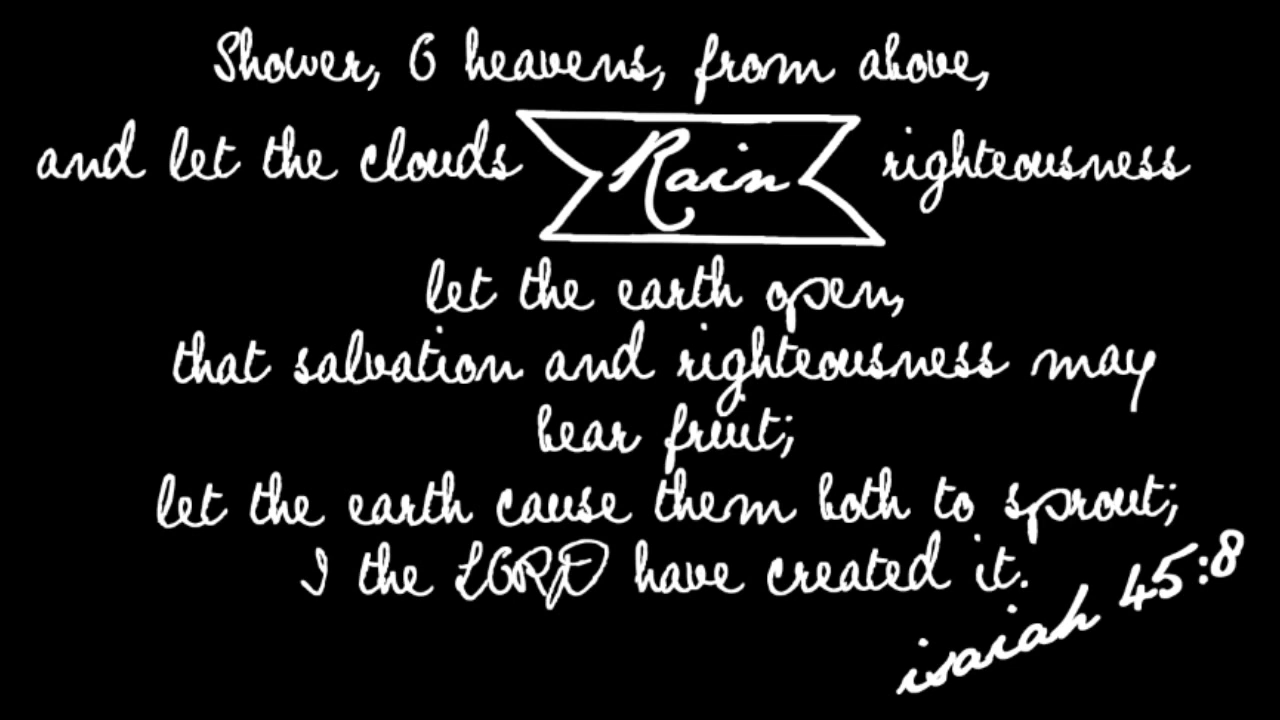 Shower, O heavens, from above,
and let the clouds Rain righteousness
let the earth open,
that salvation and righteousness may
bear fruit;
let the earth cause them both to sprout;
I the LORD have created it.
isaiah 45:8